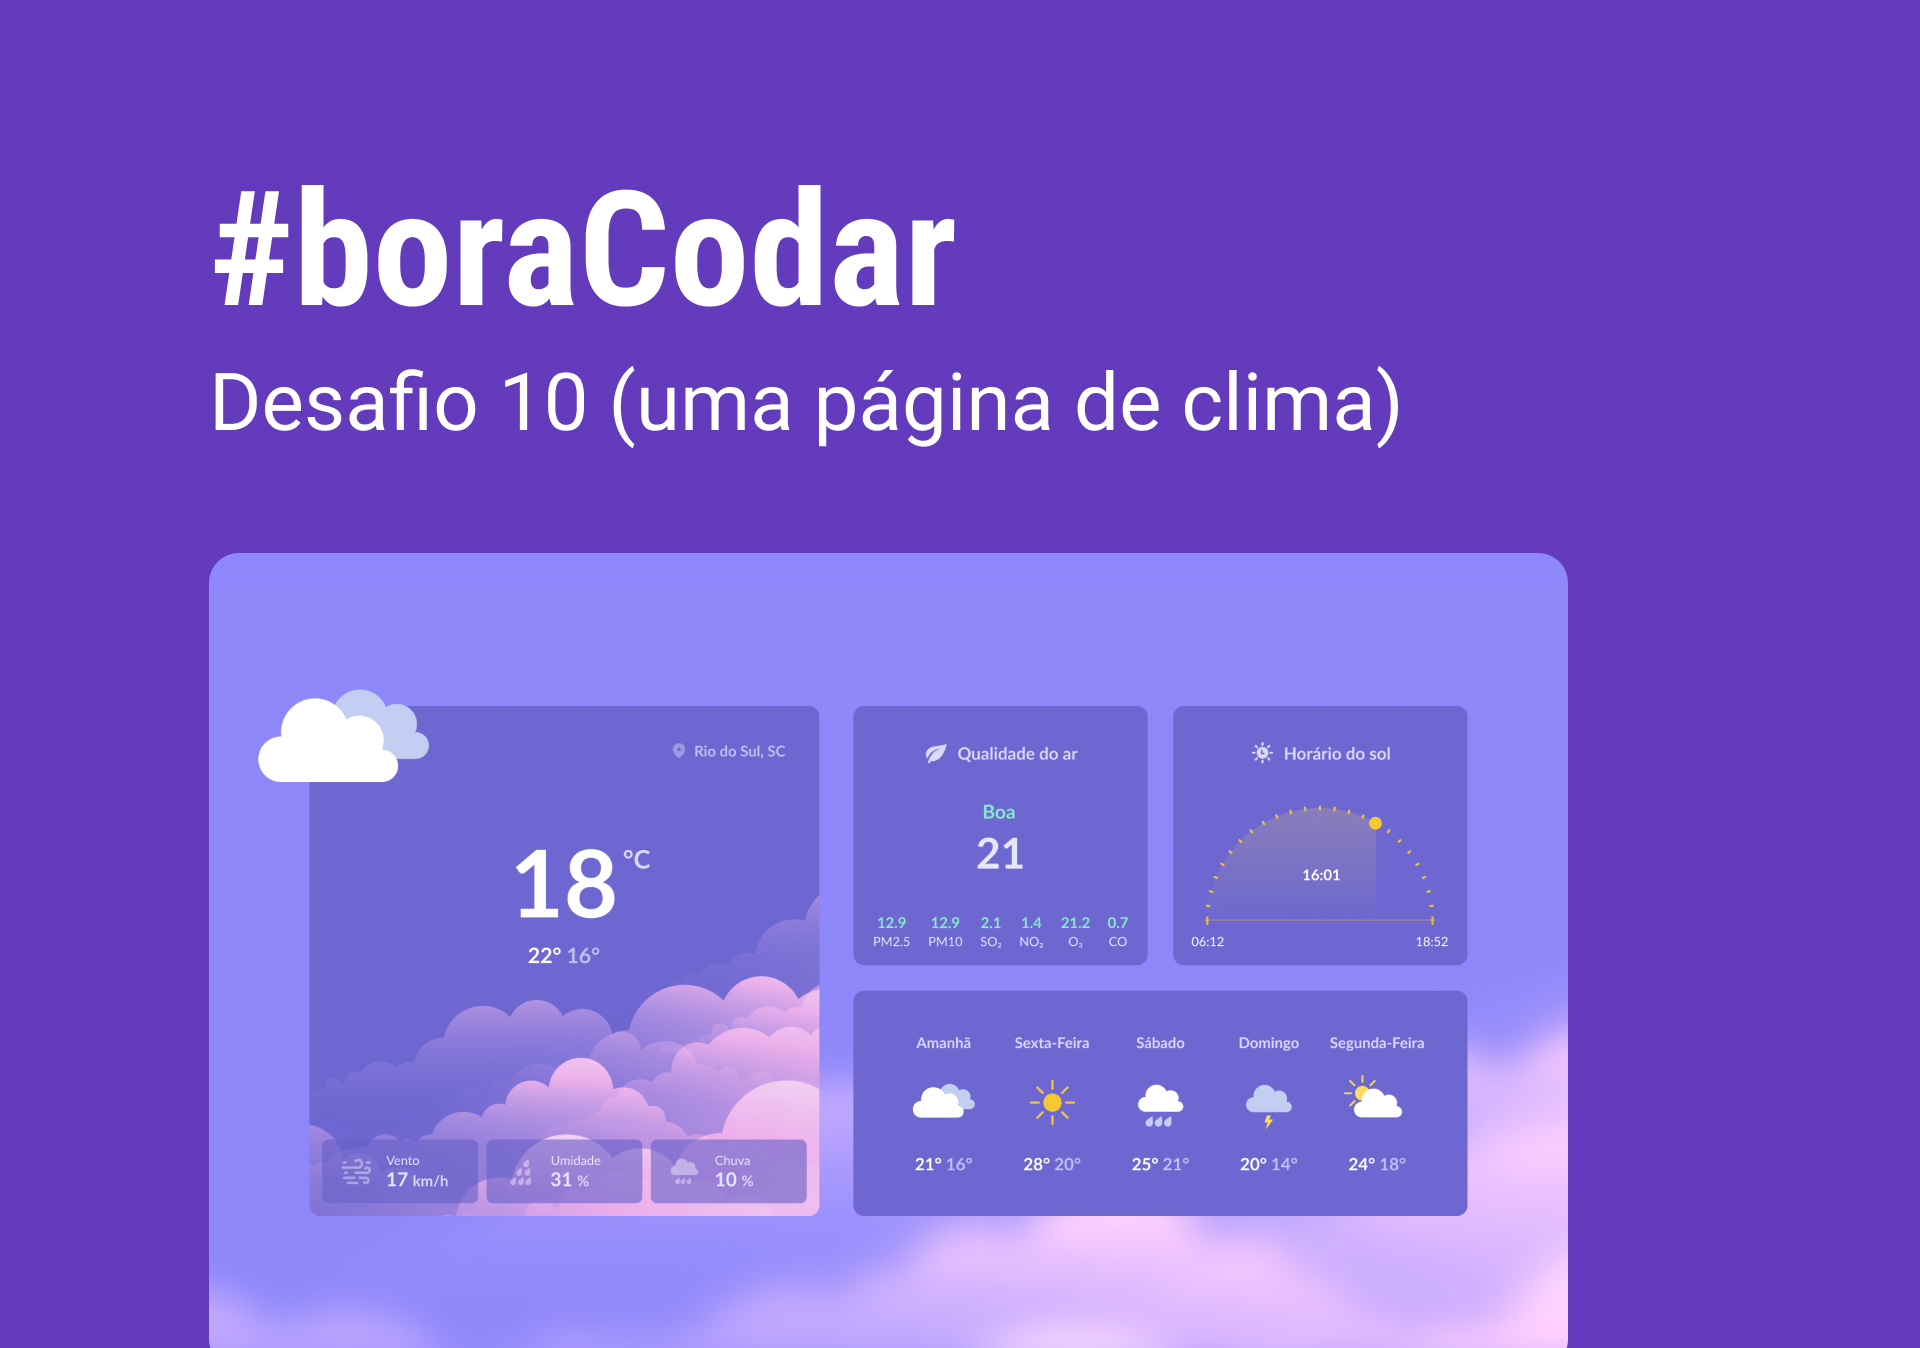 #boraCodar
Desafio 10 (uma página de clima)
Rio do Sul, SC
18 °C
22° 16°
Vento
17 km/h
Umidade
31 %
Chuva
10 %
Qualidade do ar
Boa
21
12.9 12.9 2.1 1.4 21.2 0.7
PM2.5 PM10 SO₂ NO₂ O₃ CO
Horário do sol
16:01
06:12 18:52
Amanhã Sexta-Feira Sábado Domingo Segunda-Feira
21° 16° 28° 20° 25° 21° 20° 14° 24° 18°